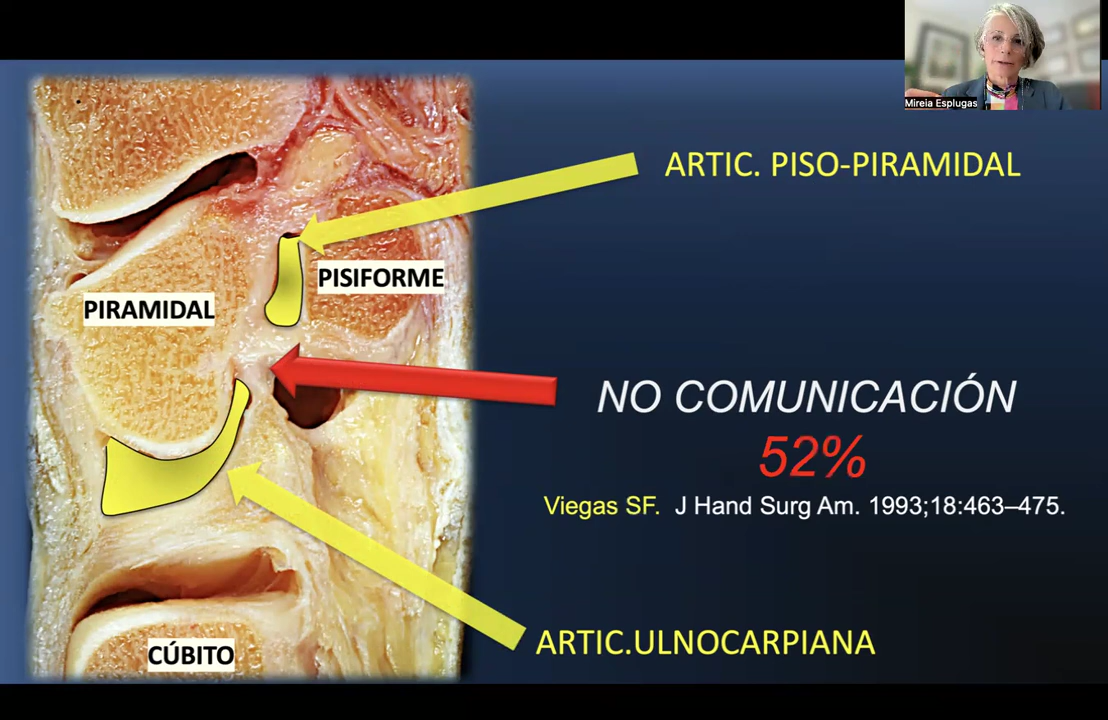 Mireia Esplugas
ARTIC. PISO-PIRAMIDAL
PISIFORME
PIRAMIDAL
NO COMUNICACIÓN
52%
Viegas SF. J Hand Surg Am. 1993;18:463–475.
ARTIC.ULNOCARPIANA
CÚBITO